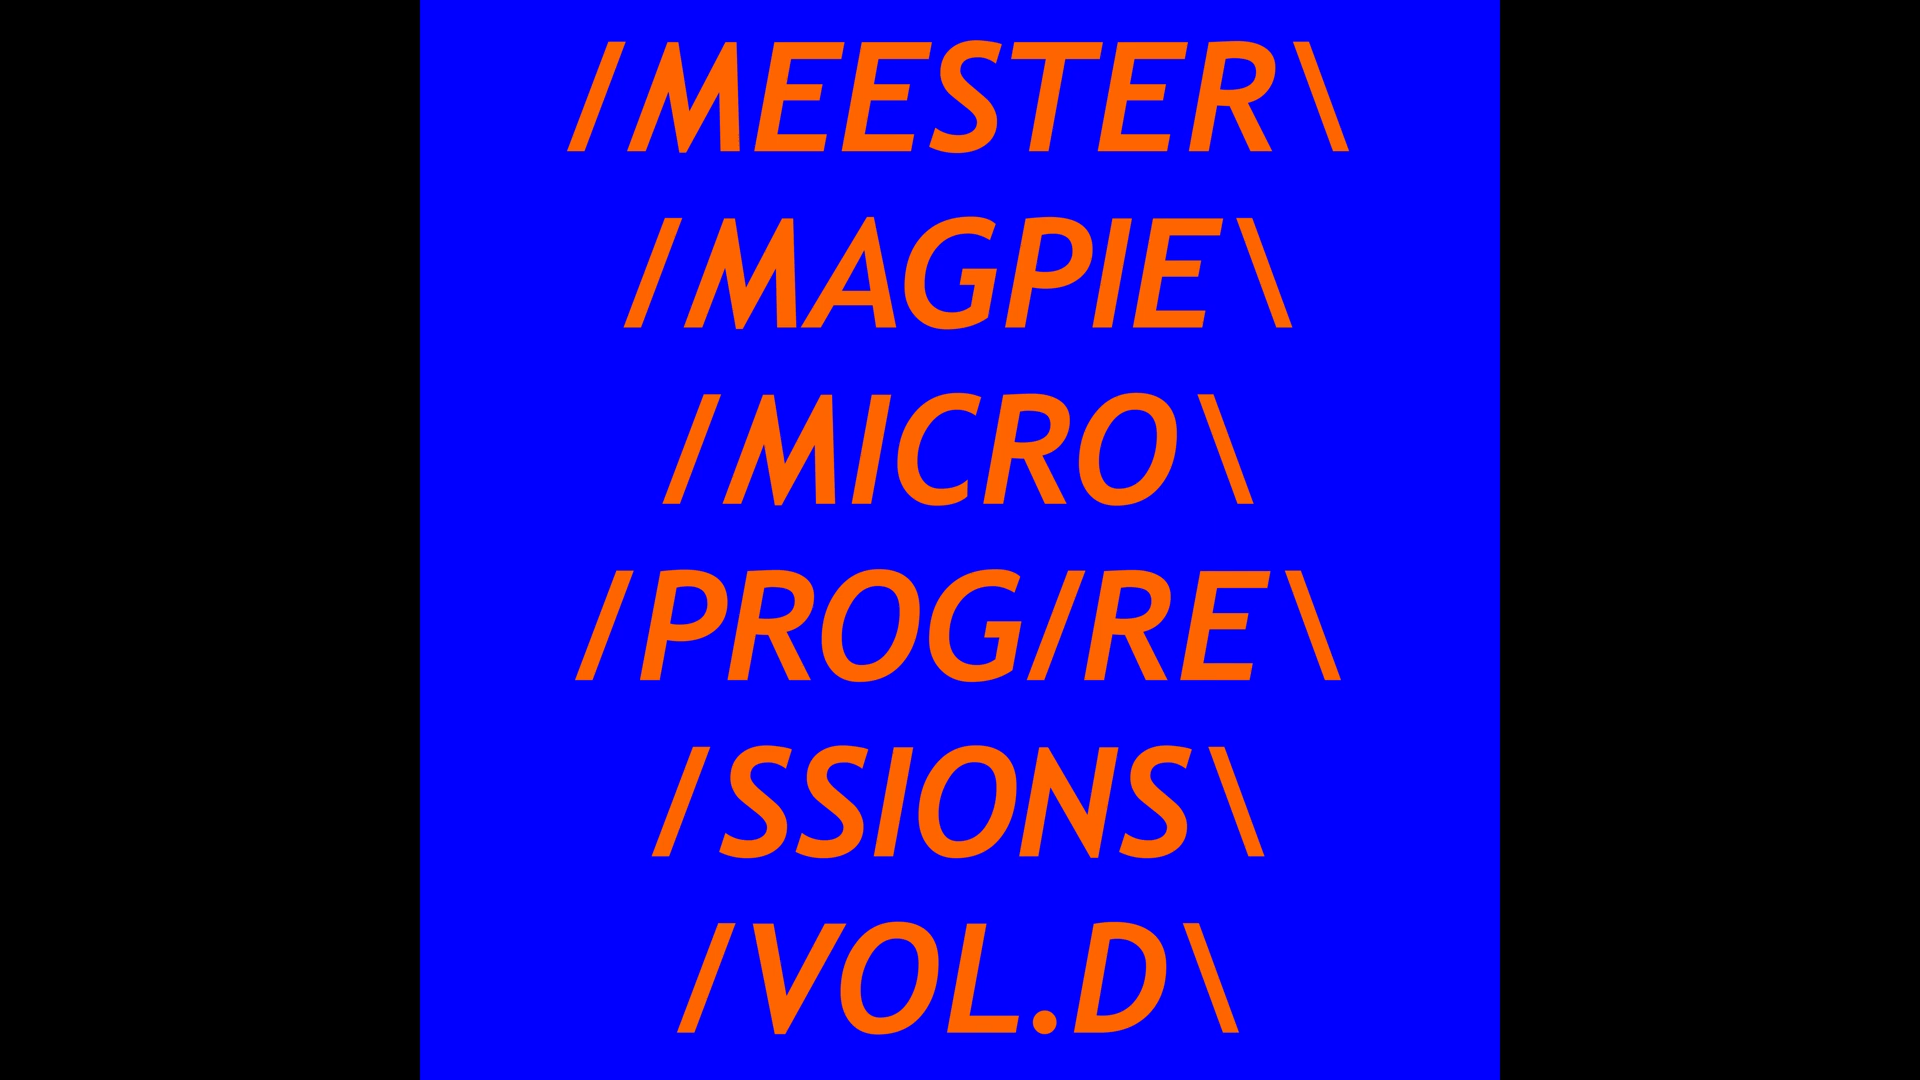 /MEESTER\
/MAGPIE\
/MICRO\
/PROG/RE\
/SSIONS\
/VOL.D\